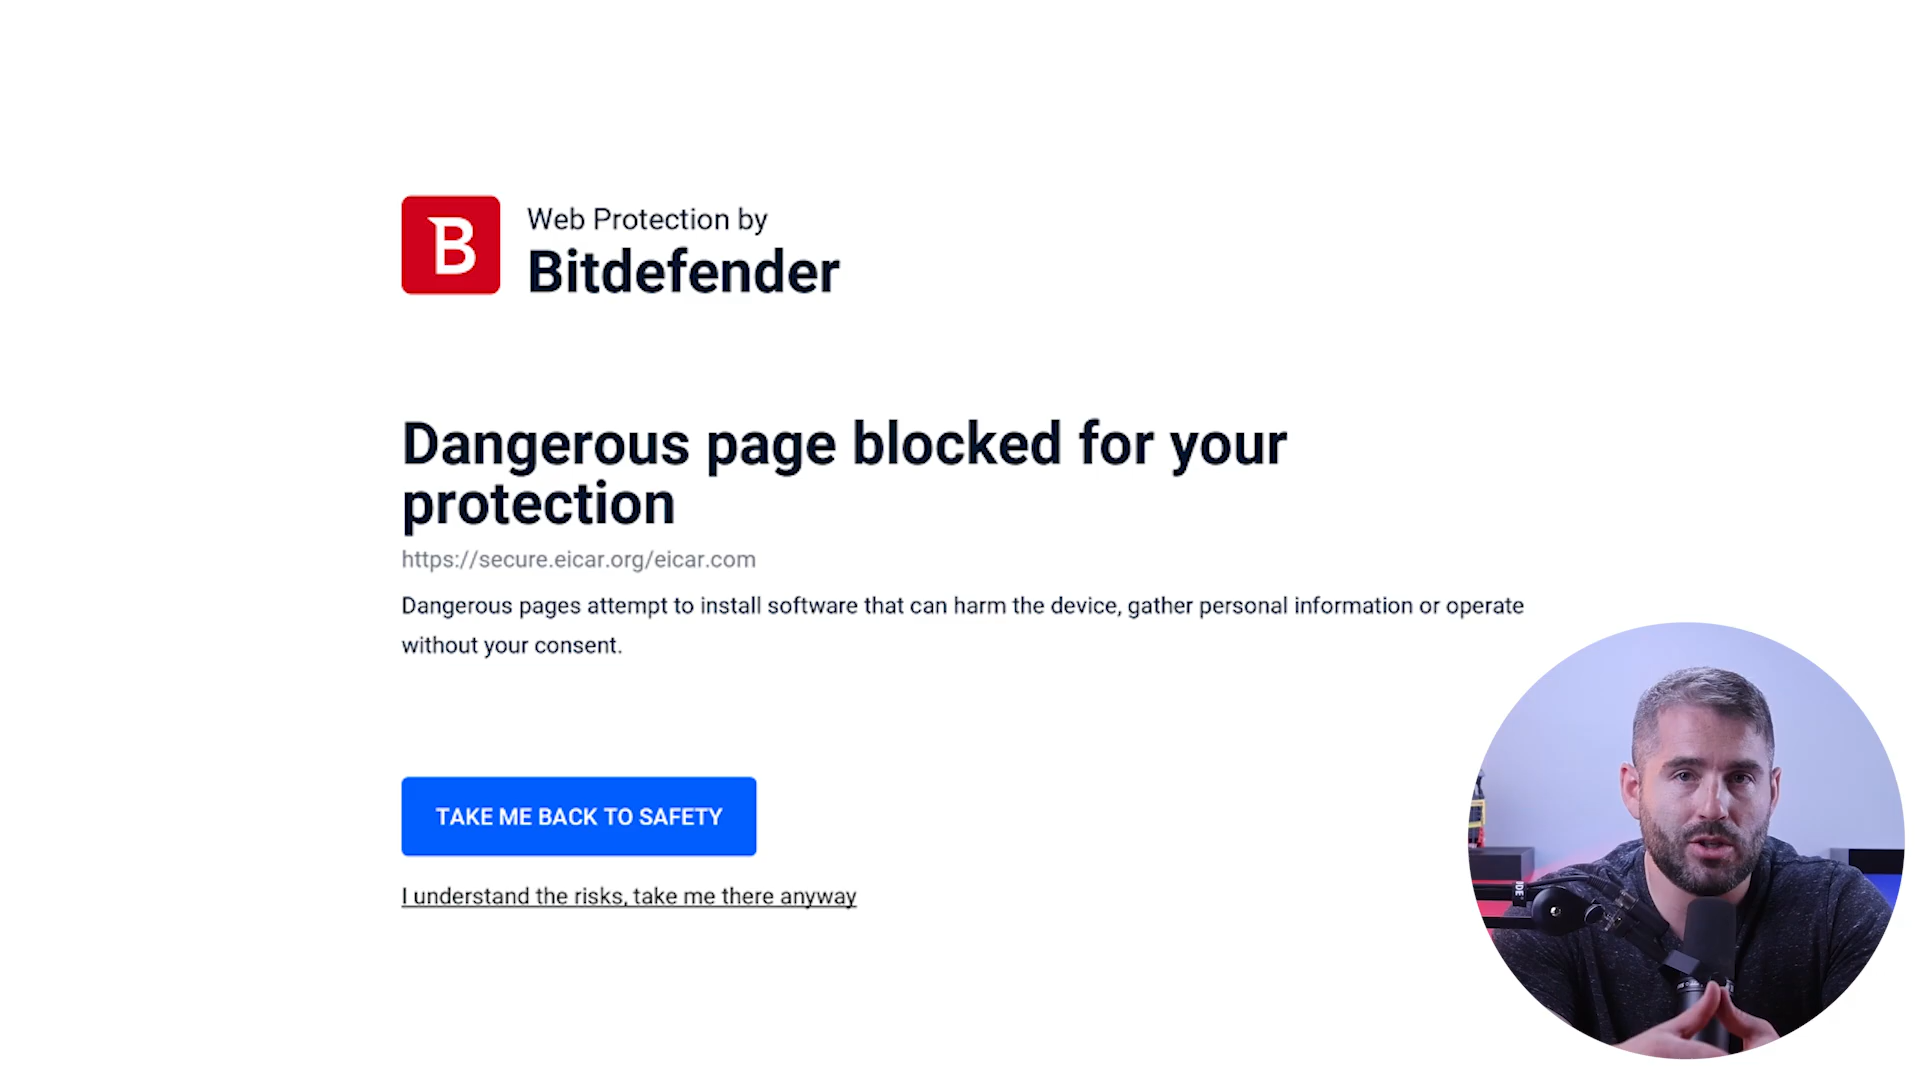 B
Web Protection by
Bitdefender
Dangerous page blocked for your
protection
https://secure.eicar.org/eicar.com
Dangerous pages attempt to install software that can harm the device, gather personal information or operate
without your consent.
TAKE ME BACK TO SAFETY
I understand the risks, take me there anyway